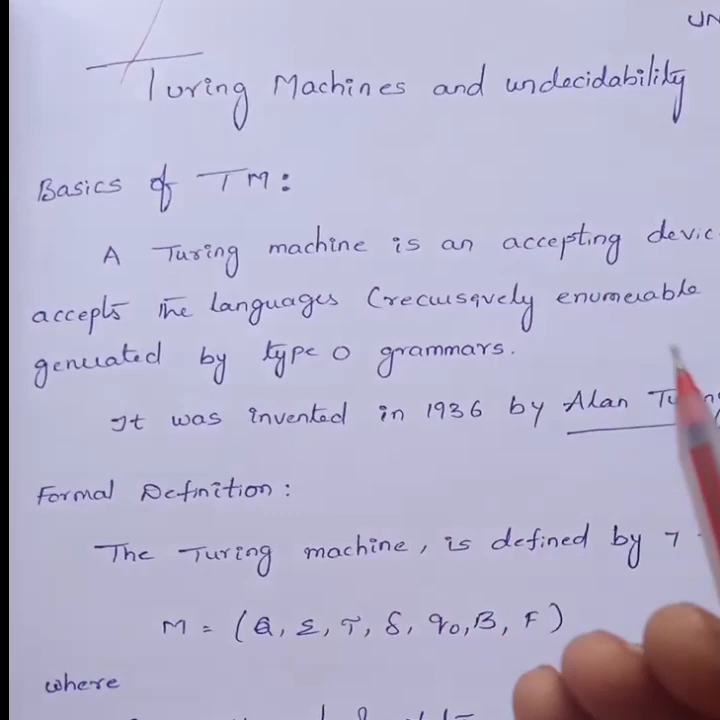 UN
Turing Machines and undecidability
Basics of TM:
A Turing machine is an accepting devic
accepts the languages (recursively enumerable
generated by type 0 grammars.
It was invented in 1936 by Alan Tu
Formal Definition:
The Turing machine, is defined by 7
M = (Q, Σ, T, δ, q0, B, F)
where